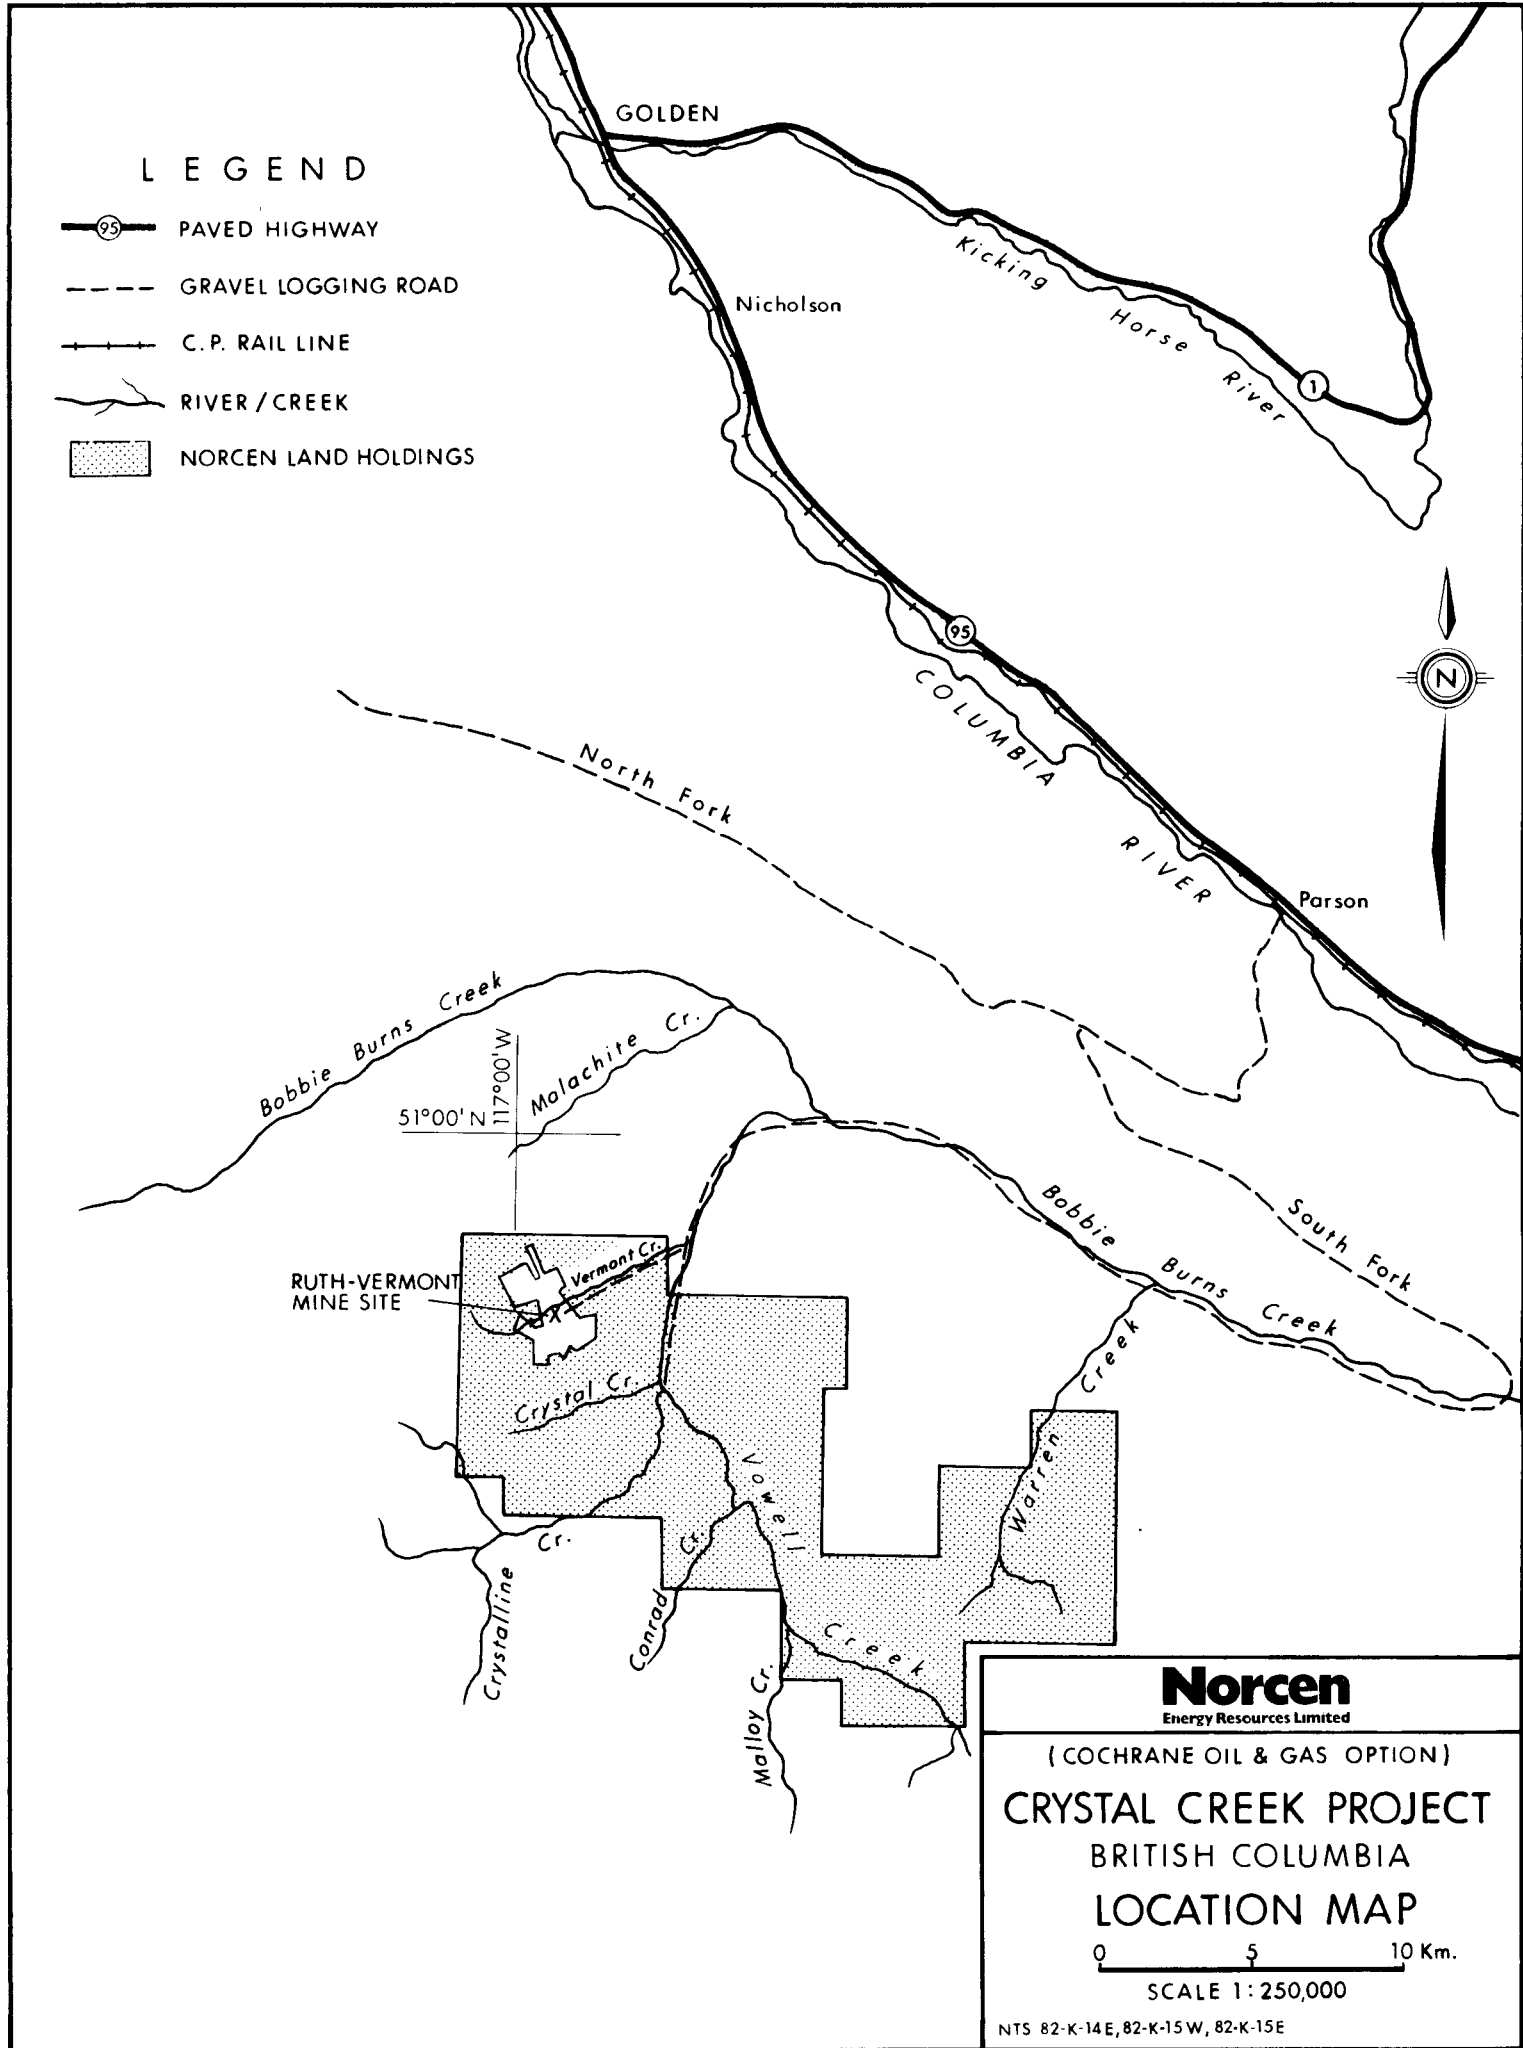 GOLDEN
LEGEND
95 PAVED HIGHWAY
GRAVEL LOGGING ROAD
C.P. RAIL LINE
RIVER / CREEK
NORCEN LAND HOLDINGS
Kicking Horse River
Nicholson
1
95
N
COLUMBIA RIVER
North Fork
Parson
Bobbie Burns Creek
Malachite Cr.
117°00'W
51°00'N
Bobbie Burns Creek
South Fork
Vermont Cr.
RUTH-VERMONT
MINE SITE
X
Crystal Cr.
Warren Creek
Vowell Creek
Crystalline Cr.
Conrad Cr.
Malloy Cr.
Norcen
Energy Resources Limited
(COCHRANE OIL & GAS OPTION)
CRYSTAL CREEK PROJECT
BRITISH COLUMBIA
LOCATION MAP
0 5 10 Km.
SCALE 1:250,000
NTS 82-K-14E, 82-K-15W, 82-K-15E